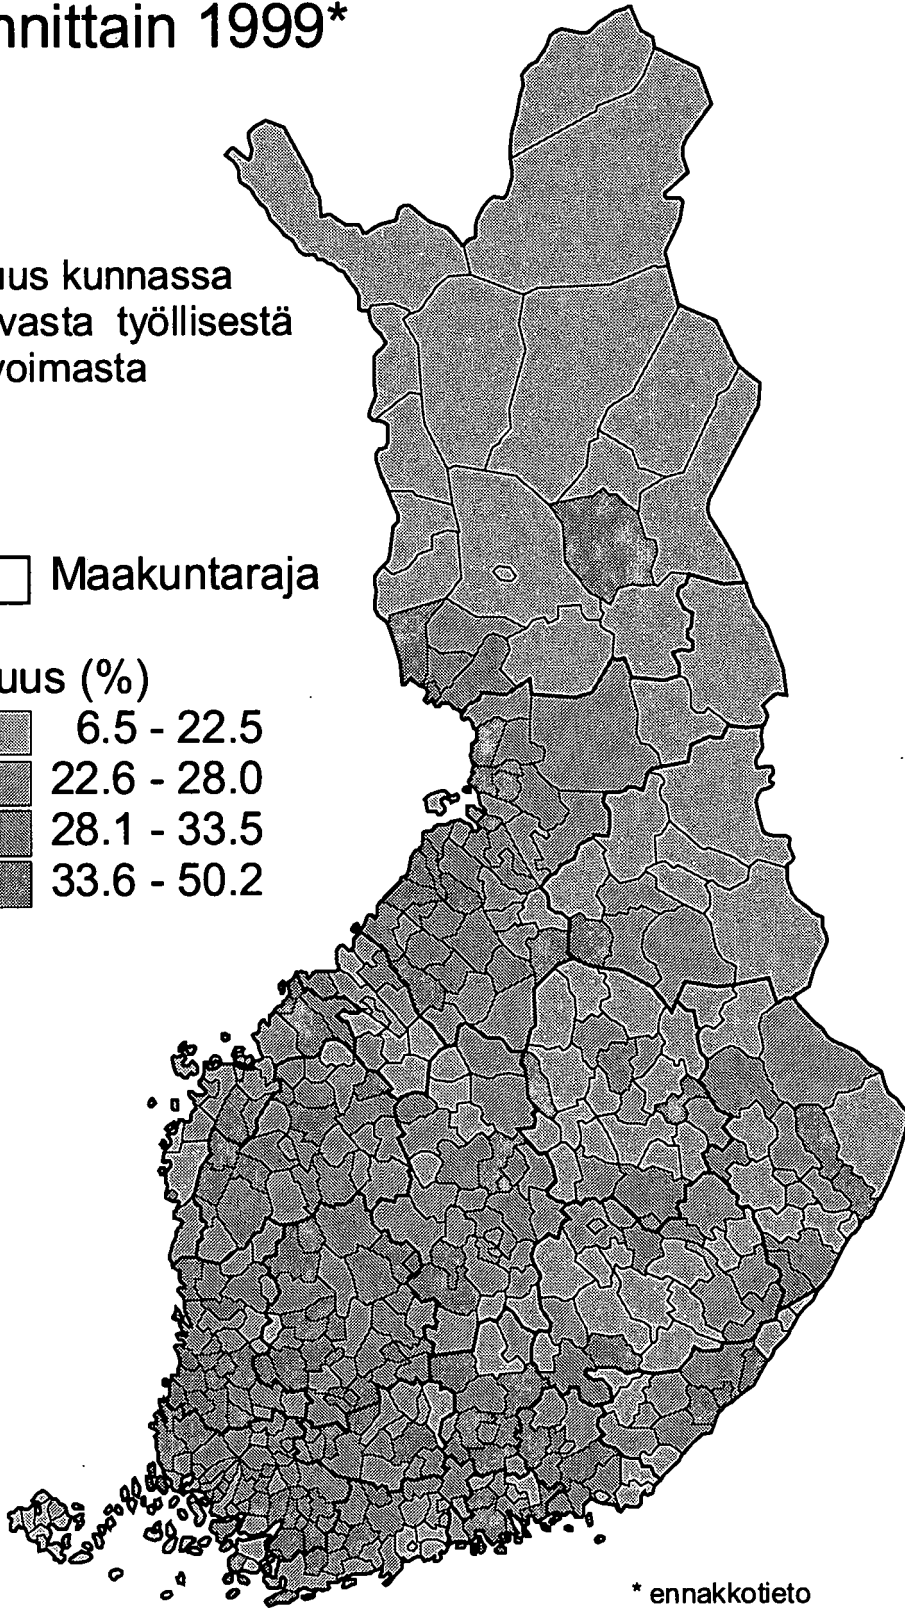 nnittain 1999*
uus kunnassa
vasta työllisestä
voimasta
Maakuntaraja
uus (%)
6.5 - 22.5
22.6 - 28.0
28.1 - 33.5
33.6 - 50.2
* ennakkotieto